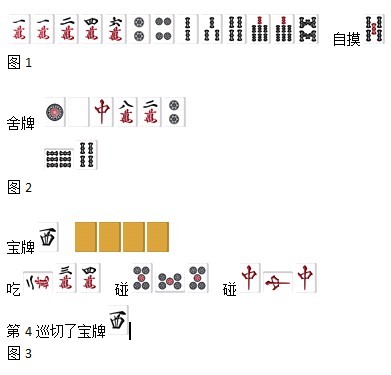 一萬 一萬 二萬 四萬 六萬 自摸
图 1
舍牌 中 八萬 二萬
图 2
宝牌 西
吃 二萬 三萬 四萬 碰 碰 中 中 中
第 4 巡切了宝牌 西
图 3